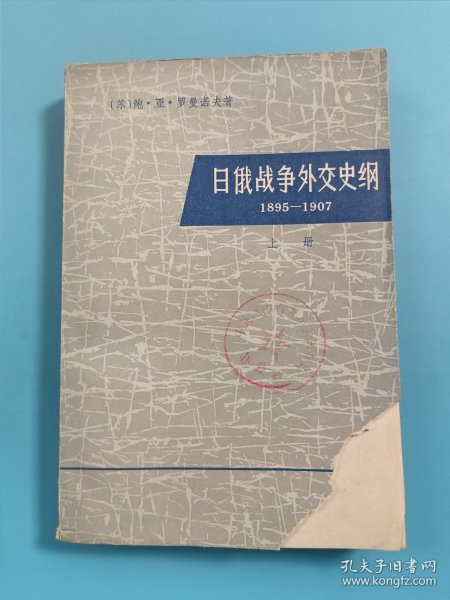 〔苏〕鲍·亚·罗曼诺夫著
日俄战争外交史纲
1895—1907
上 册
孔夫子旧书网
www.kongfz.com